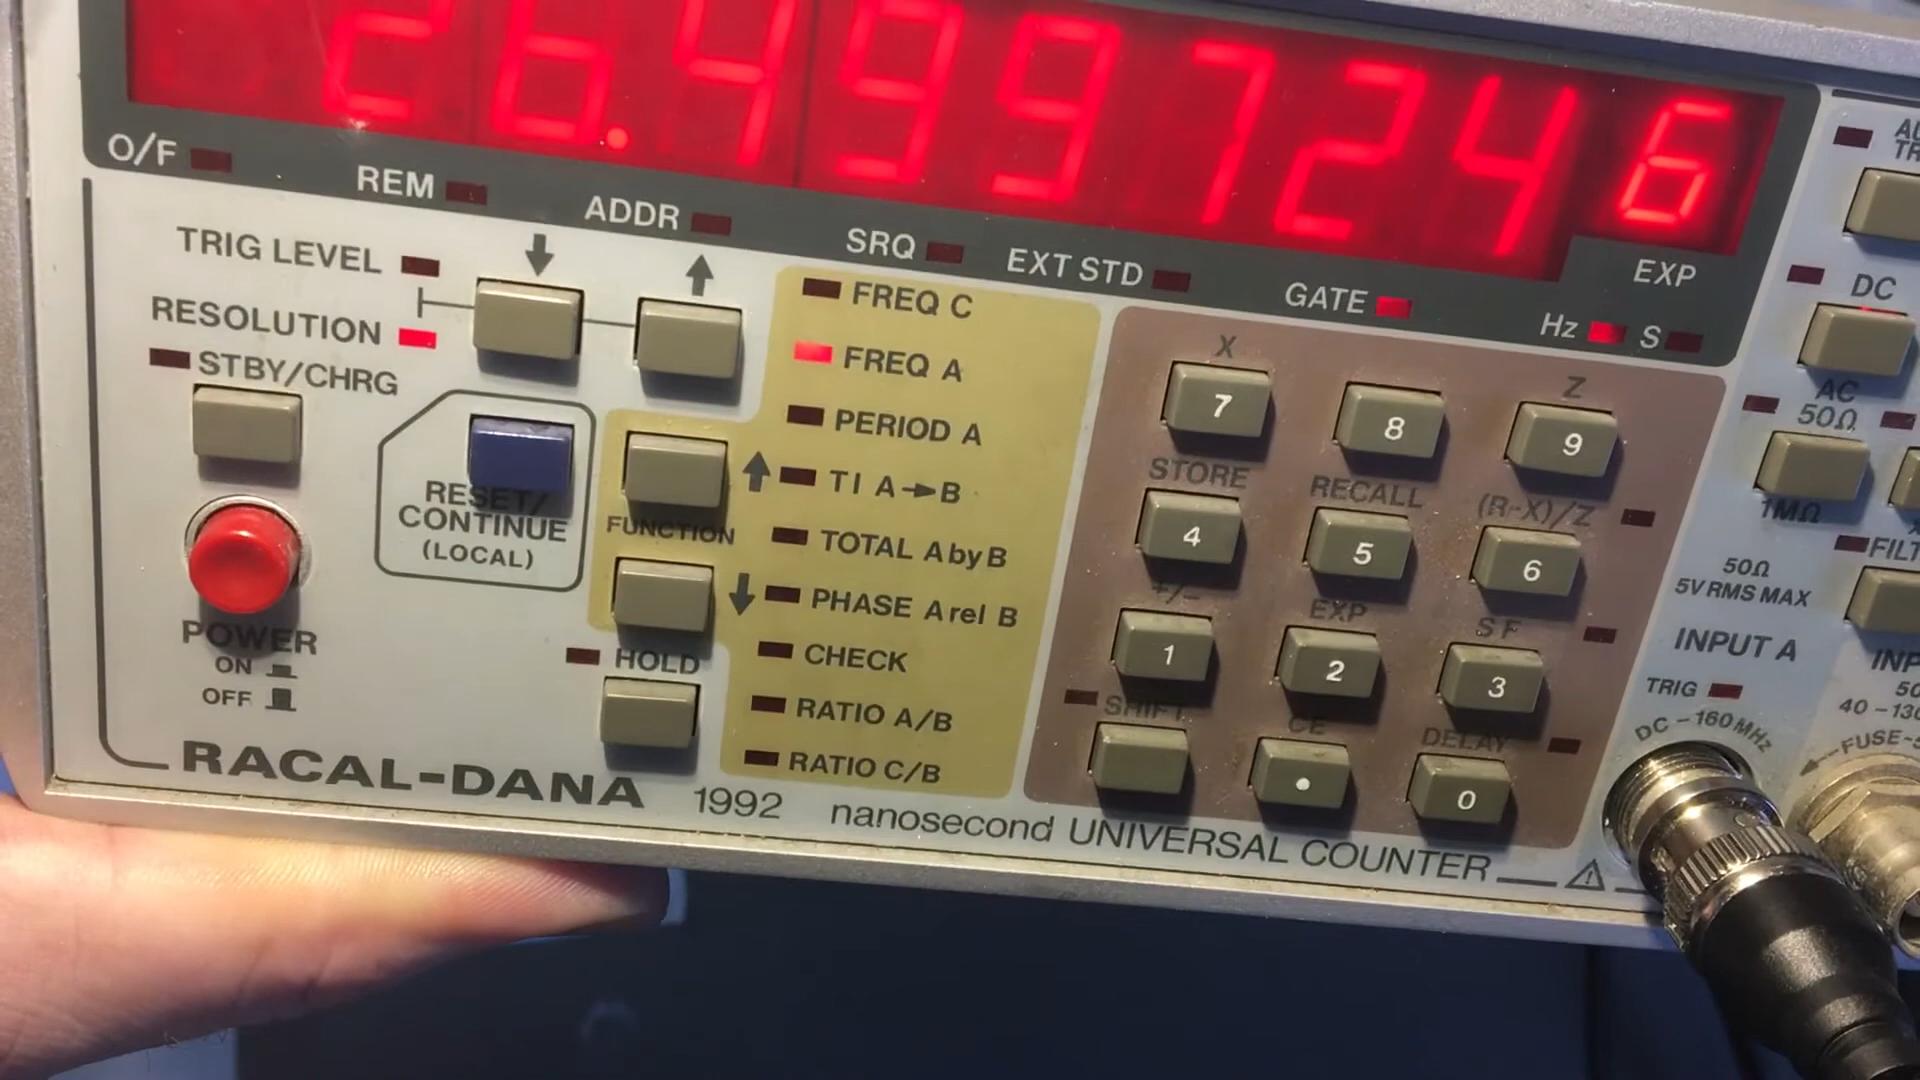 26.4997246
O/F
REM
ADDR
SRQ
EXT STD
GATE
Hz
S
EXP
TRIG LEVEL
RESOLUTION
STBY/CHRG
RESET/
CONTINUE
(LOCAL)
POWER
ON
OFF
FUNCTION
HOLD
FREQ C
FREQ A
PERIOD A
TI A→B
TOTAL A by B
PHASE A rel B
CHECK
RATIO A/B
RATIO C/B
X
Z
7
8
9
STORE
RECALL
(R-X)/Z
4
5
6
+/-
EXP
SF
1
2
3
SHIFT
CE
DELAY
•
0
DC
AC
50Ω
1MΩ
50Ω
5V RMS MAX
INPUT A
TRIG
DC - 160MHz
RACAL-DANA
1992 nanosecond UNIVERSAL COUNTER